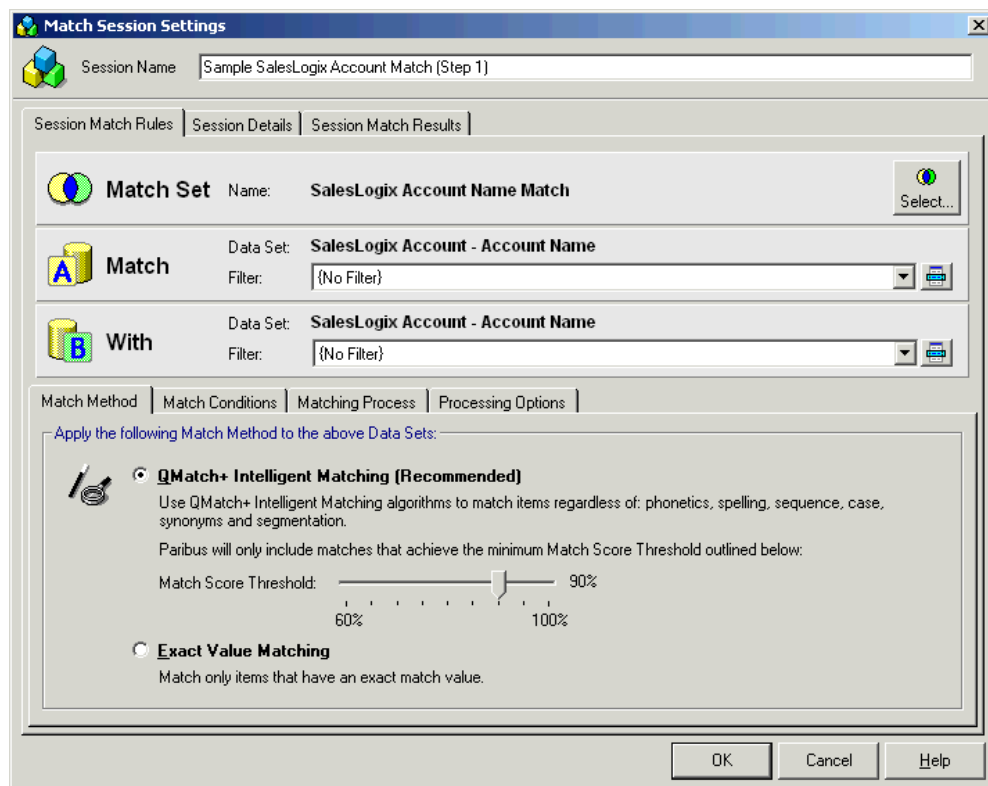 Match Session Settings
Session Name Sample SalesLogix Account Match (Step 1)
Session Match Rules Session Details Session Match Results
Match Set Name: SalesLogix Account Name Match
Select...
A Match Data Set: SalesLogix Account - Account Name
Filter: {No Filter}
B With Data Set: SalesLogix Account - Account Name
Filter: {No Filter}
Match Method Match Conditions Matching Process Processing Options
Apply the following Match Method to the above Data Sets:
QMatch+ Intelligent Matching (Recommended)
Use QMatch+ Intelligent Matching algorithms to match items regardless of: phonetics, spelling, sequence, case,
synonyms and segmentation.
Paribus will only include matches that achieve the minimum Match Score Threshold outlined below:
Match Score Threshold: 90%
60% 100%
Exact Value Matching
Match only items that have an exact match value.
OK Cancel Help